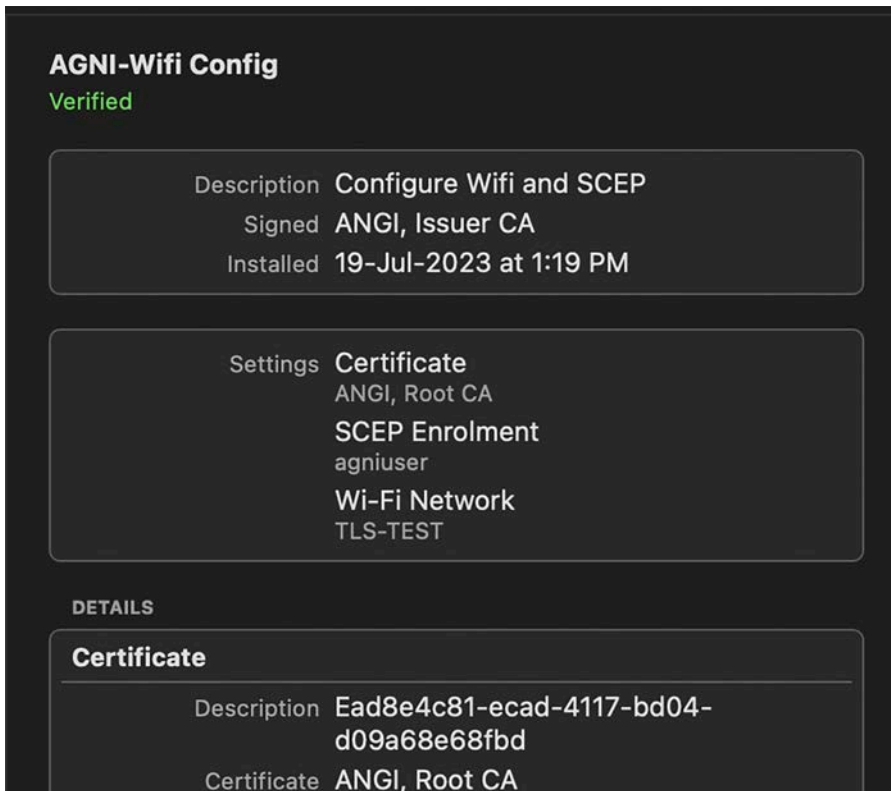 AGNI-Wifi Config
Verified
Description Configure Wifi and SCEP
Signed ANGI, Issuer CA
Installed 19-Jul-2023 at 1:19 PM
Settings Certificate
ANGI, Root CA
SCEP Enrolment
agniuser
Wi-Fi Network
TLS-TEST
DETAILS
Certificate
Description Ead8e4c81-ecad-4117-bd04-
d09a68e68fbd
Certificate ANGI, Root CA